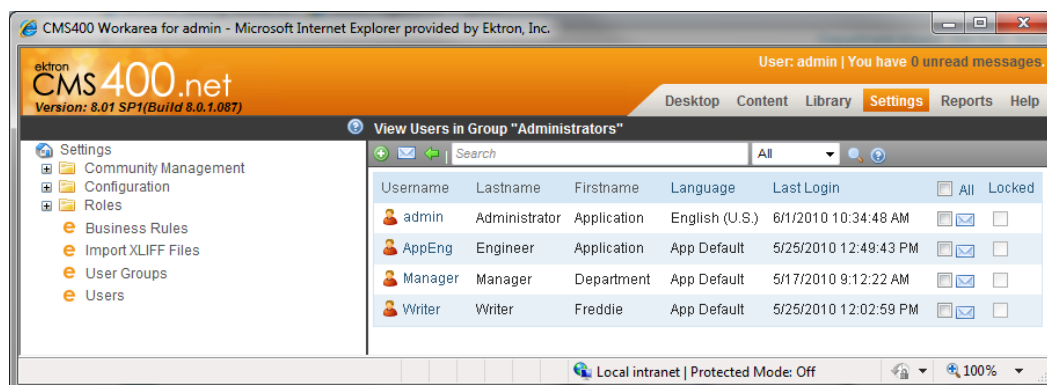 CMS400 Workarea for admin - Microsoft Internet Explorer provided by Ektron, Inc.
ektron
CMS400.net
Version: 8.01 SP1(Build 8.0.1.087)
User: admin | You have 0 unread messages.
Desktop Content Library Settings Reports Help
View Users in Group "Administrators"
Settings
Community Management
Configuration
Roles
Business Rules
Import XLIFF Files
User Groups
Users
Search All
Username Lastname Firstname Language Last Login All Locked
admin Administrator Application English (U.S.) 6/1/2010 10:34:48 AM
AppEng Engineer Application App Default 5/25/2010 12:49:43 PM
Manager Manager Department App Default 5/17/2010 9:12:22 AM
Writer Writer Freddie App Default 5/25/2010 12:02:59 PM
Local intranet | Protected Mode: Off 100%